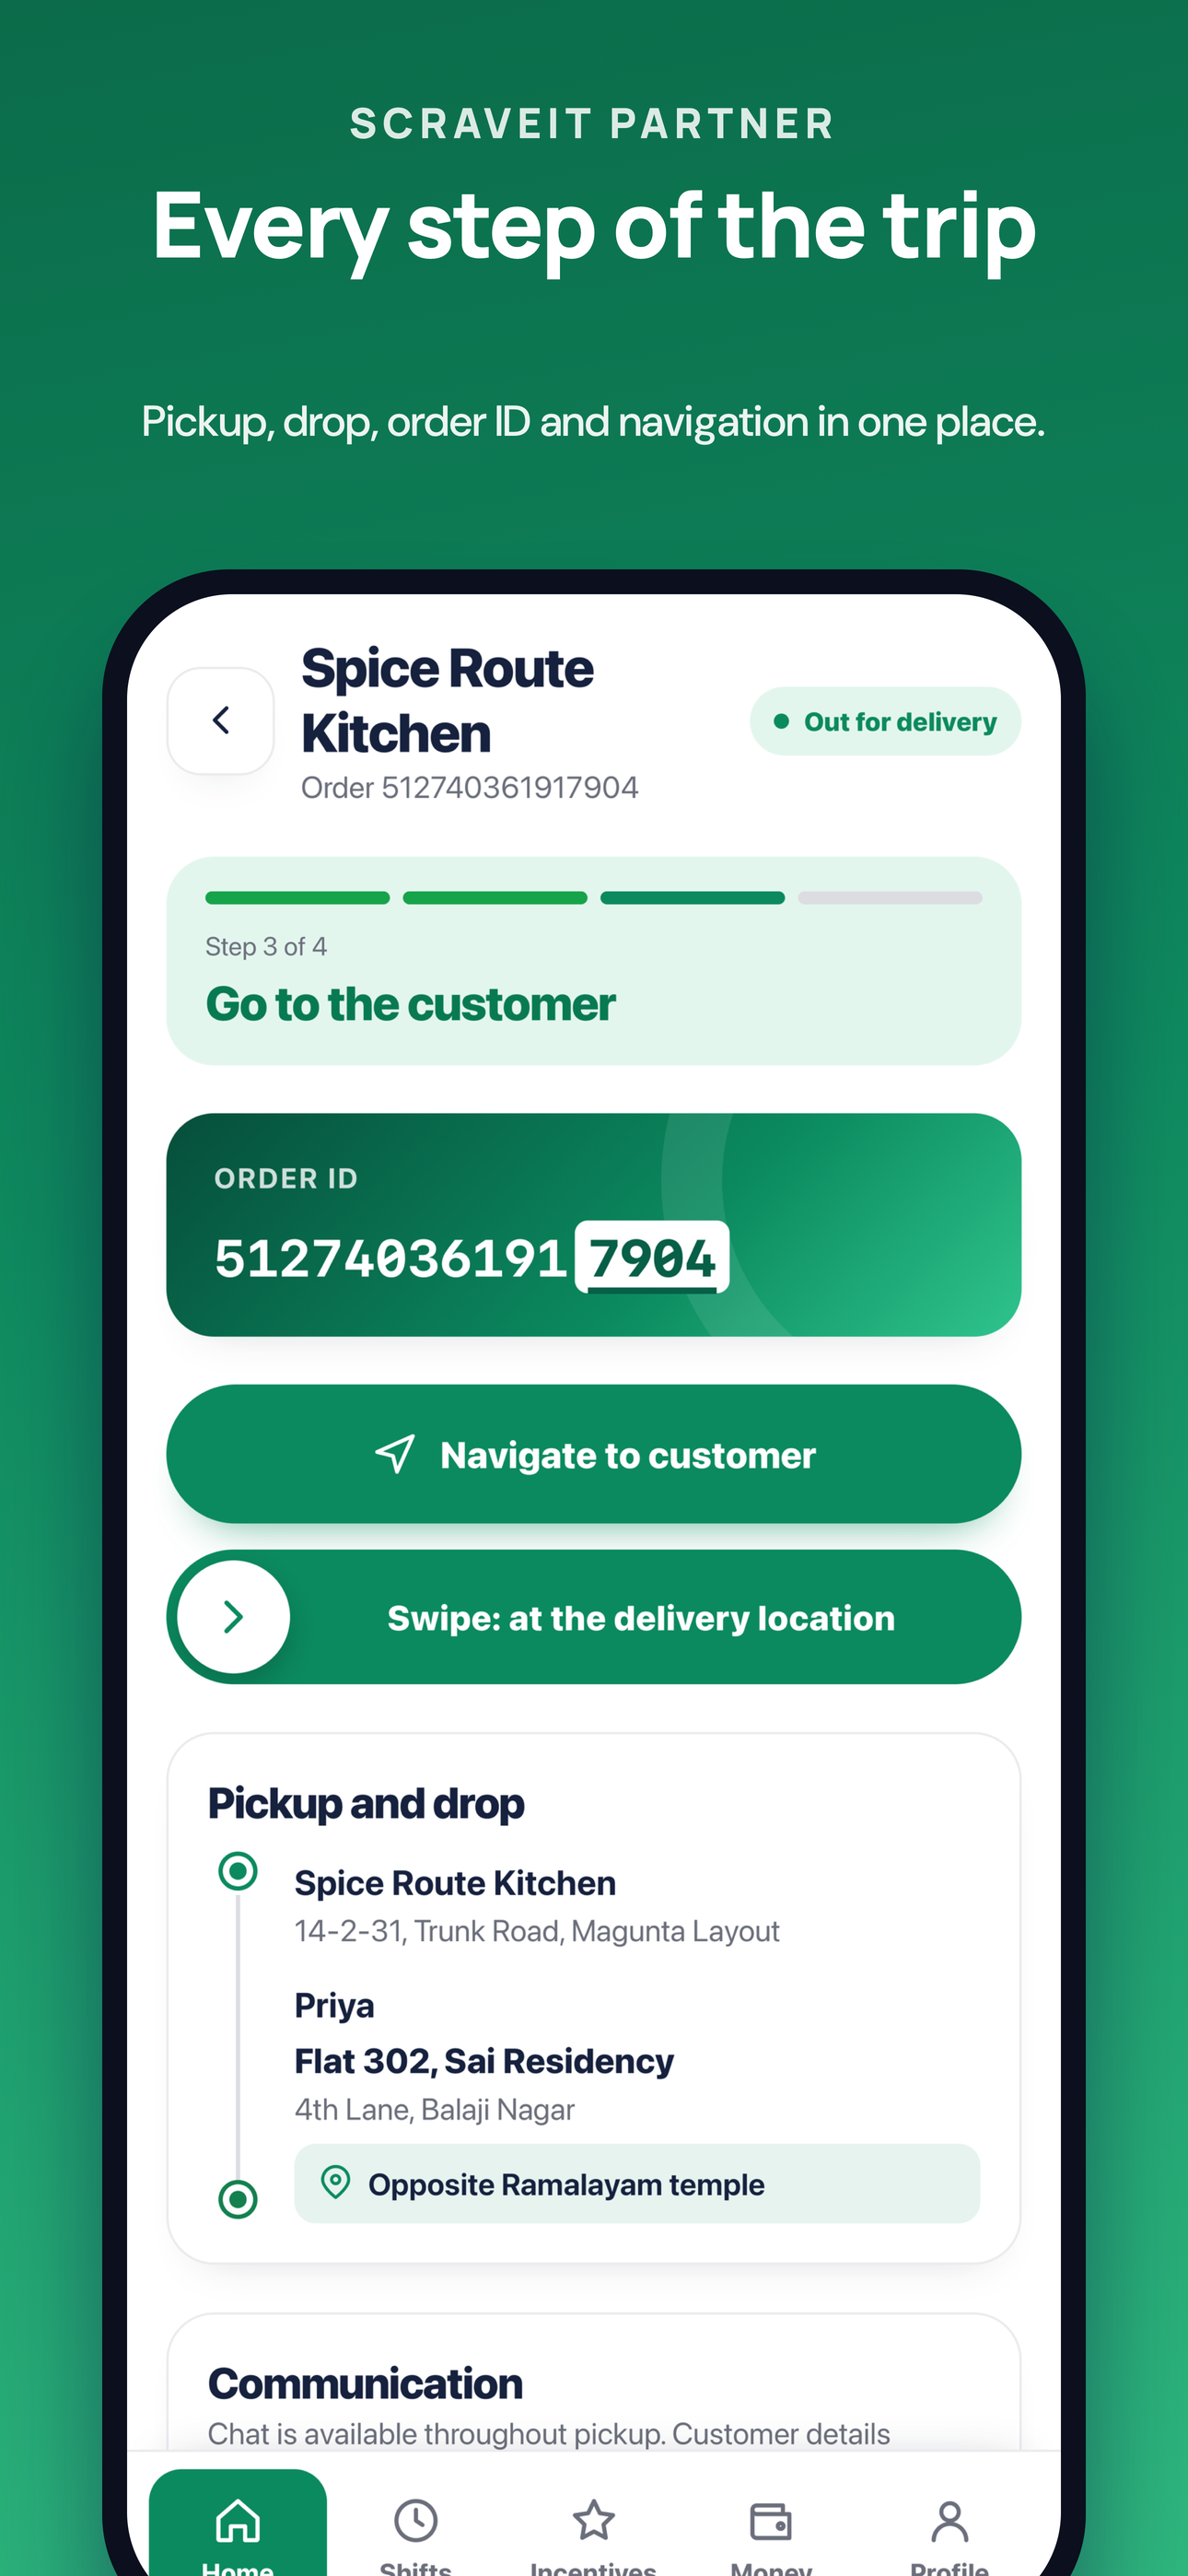 SCRAVEIT PARTNER
Every step of the trip
Pickup, drop, order ID and navigation in one place.
Spice Route
Kitchen
Order 512740361917904
Out for delivery
Step 3 of 4
Go to the customer
ORDER ID
51274036191 7904
Navigate to customer
Swipe: at the delivery location
Pickup and drop
Spice Route Kitchen
14-2-31, Trunk Road, Magunta Layout
Priya
Flat 302, Sai Residency
4th Lane, Balaji Nagar
Opposite Ramalayam temple
Communication
Chat is available throughout pickup. Customer details
Home
Shifts
Incentives
Money
Profile